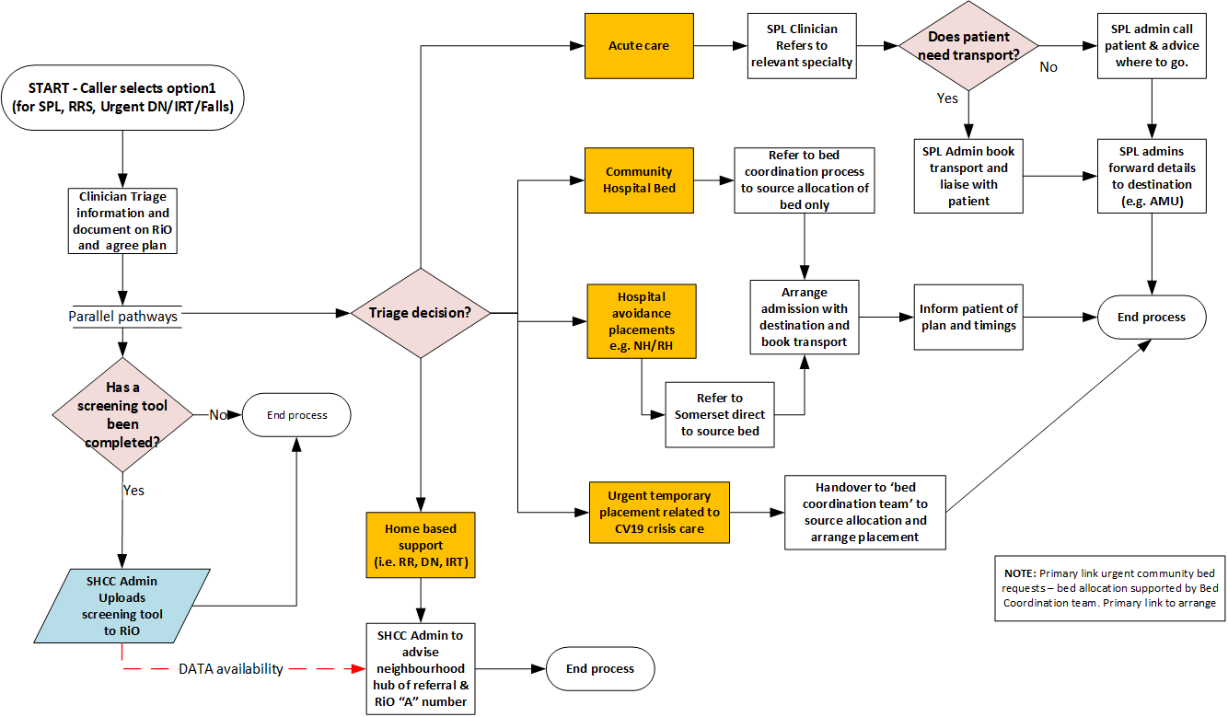 START - Caller selects option1
(for SPL, RRS, Urgent DN/IRT/Falls)
Clinician Triage
information and
document on RiO
and agree plan
Parallel pathways
Has a
screening tool
been
completed?
No
End process
Yes
SHCC Admin
Uploads
screening tool
to RiO
DATA availability
Triage decision?
Home based
support
(i.e. RR, DN, IRT)
SHCC Admin to
advise
neighbourhood
hub of referral &
RiO “A” number
End process
Acute care
SPL Clinician
Refers to
relevant specialty
Does patient
need transport?
No
Yes
SPL admin call
patient & advice
where to go.
SPL Admin book
transport and
liaise with
patient
SPL admins
forward details
to destination
(e.g. AMU)
Community
Hospital Bed
Refer to bed
coordination process
to source allocation of
bed only
Hospital
avoidance
placements
e.g. NH/RH
Refer to
Somerset direct
to source bed
Arrange
admission with
destination and
book transport
Inform patient of
plan and timings
End process
Urgent temporary
placement related to
CV19 crisis care
Handover to ‘bed
coordination team’ to
source allocation and
arrange placement
NOTE: Primary link urgent community bed
requests – bed allocation supported by Bed
Coordination team. Primary link to arrange